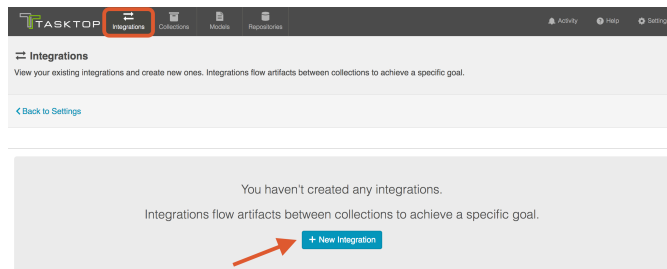 TASKTOP Integrations Collections Models Repositories Activity Help Setting
Integrations
View your existing integrations and create new ones. Integrations flow artifacts between collections to achieve a specific goal.
Back to Settings
You haven't created any integrations.
Integrations flow artifacts between collections to achieve a specific goal.
+ New Integration